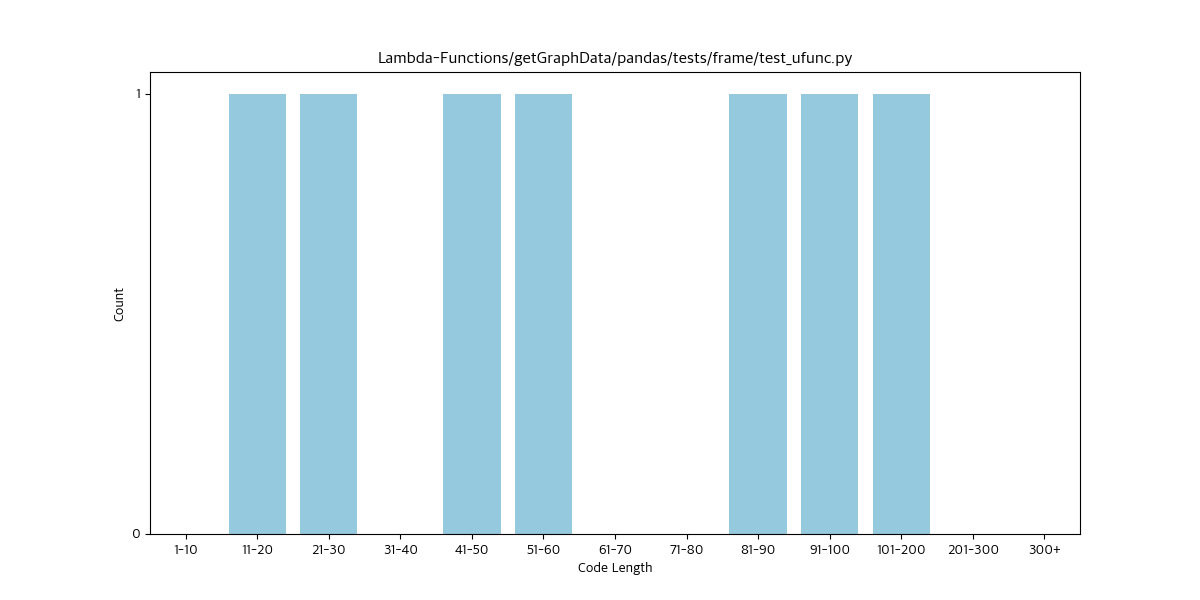 Lambda-Functions/getGraphData/pandas/tests/frame/test_ufunc.py
1
Count
0
1-10 11-20 21-30 31-40 41-50 51-60 61-70 71-80 81-90 91-100 101-200 201-300 300+
Code Length